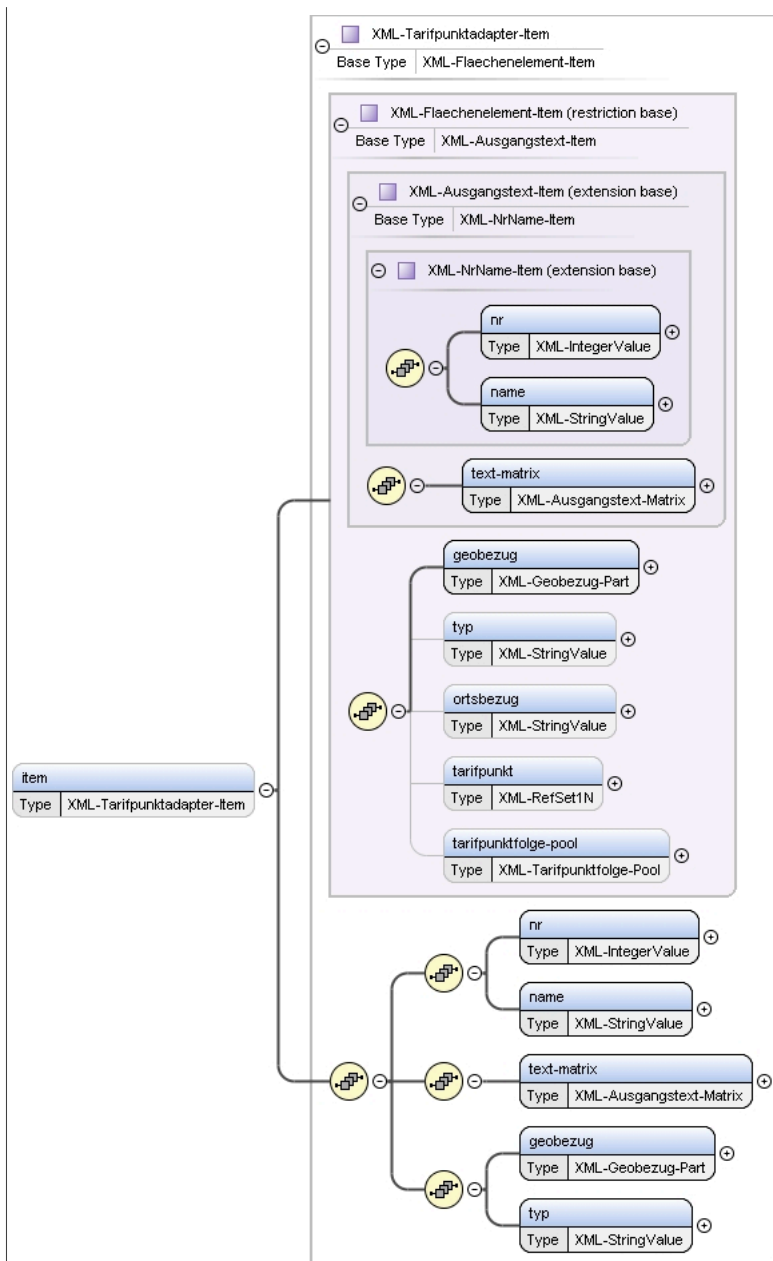 XML-Tarifpunktadapter-Item
Base Type XML-Flaechenelement-Item
XML-Flaechenelement-Item (restriction base)
Base Type XML-Ausgangstext-Item
XML-Ausgangstext-Item (extension base)
Base Type XML-NrName-Item
XML-NrName-Item (extension base)
nr
Type XML-IntegerValue
name
Type XML-StringValue
text-matrix
Type XML-Ausgangstext-Matrix
geobezug
Type XML-Geobezug-Part
typ
Type XML-StringValue
ortsbezug
Type XML-StringValue
tarifpunkt
Type XML-RefSet1N
tarifpunktfolge-pool
Type XML-Tarifpunktfolge-Pool
item
Type XML-Tarifpunktadapter-Item
nr
Type XML-IntegerValue
name
Type XML-StringValue
text-matrix
Type XML-Ausgangstext-Matrix
geobezug
Type XML-Geobezug-Part
typ
Type XML-StringValue